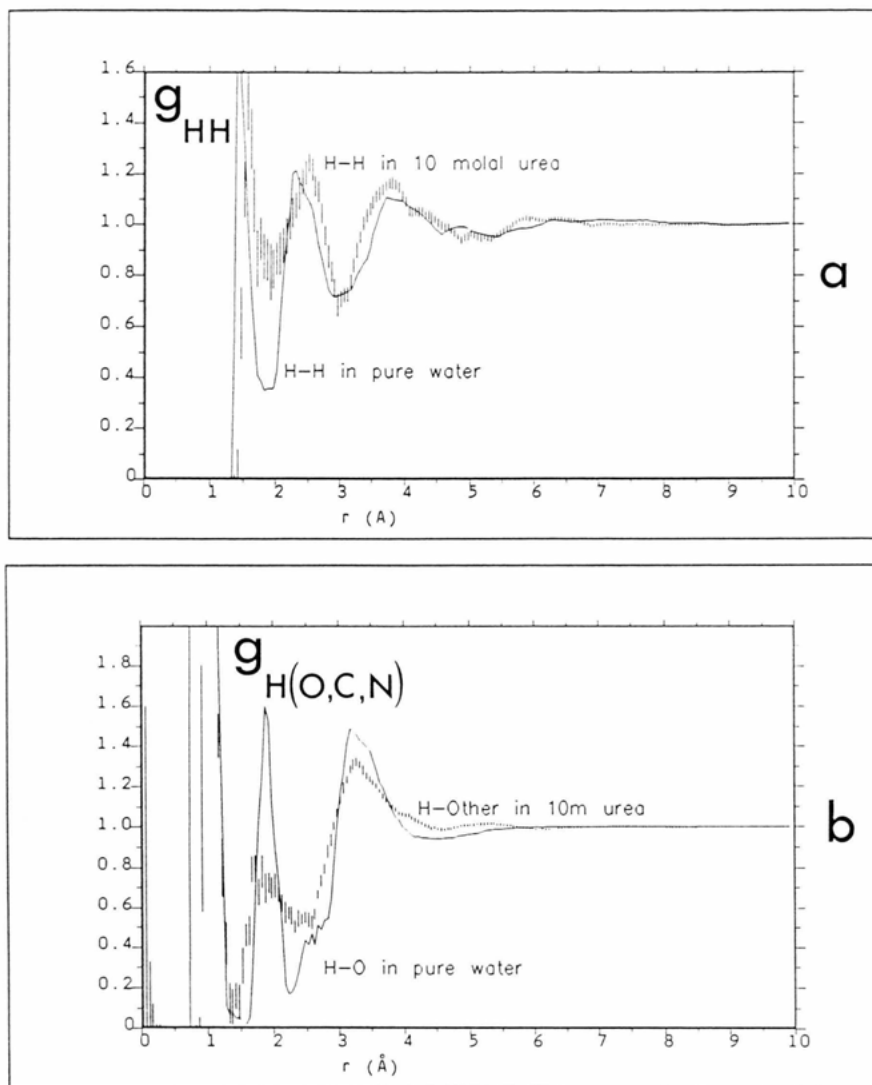 1.6
g HH
1.4
H-H in 10 molal urea
1.2
1.0
a
0.8
0.6
H-H in pure water
0.4
0.2
0
0 1 2 3 4 5 6 7 8 9 10
r (A)
g H(O,C,N)
1.8
1.6
1.4
1.2
H-Other in 10m urea
1.0
b
0.8
0.6
0.4
H-O in pure water
0.2
0
0 1 2 3 4 5 6 7 8 9 10
r (Å)